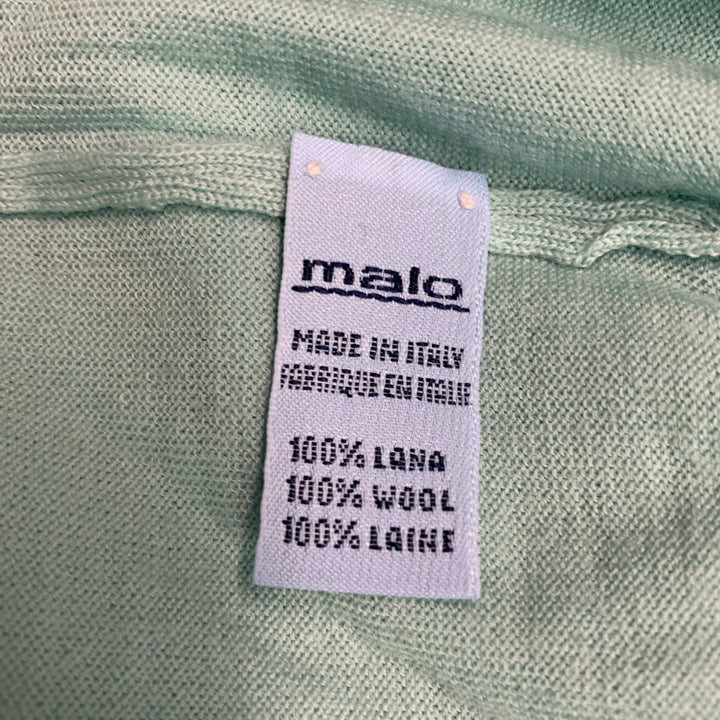 malo
MADE IN ITALY
FABRIQUE EN ITALIE
100% LANA
100% WOOL
100% LAINE